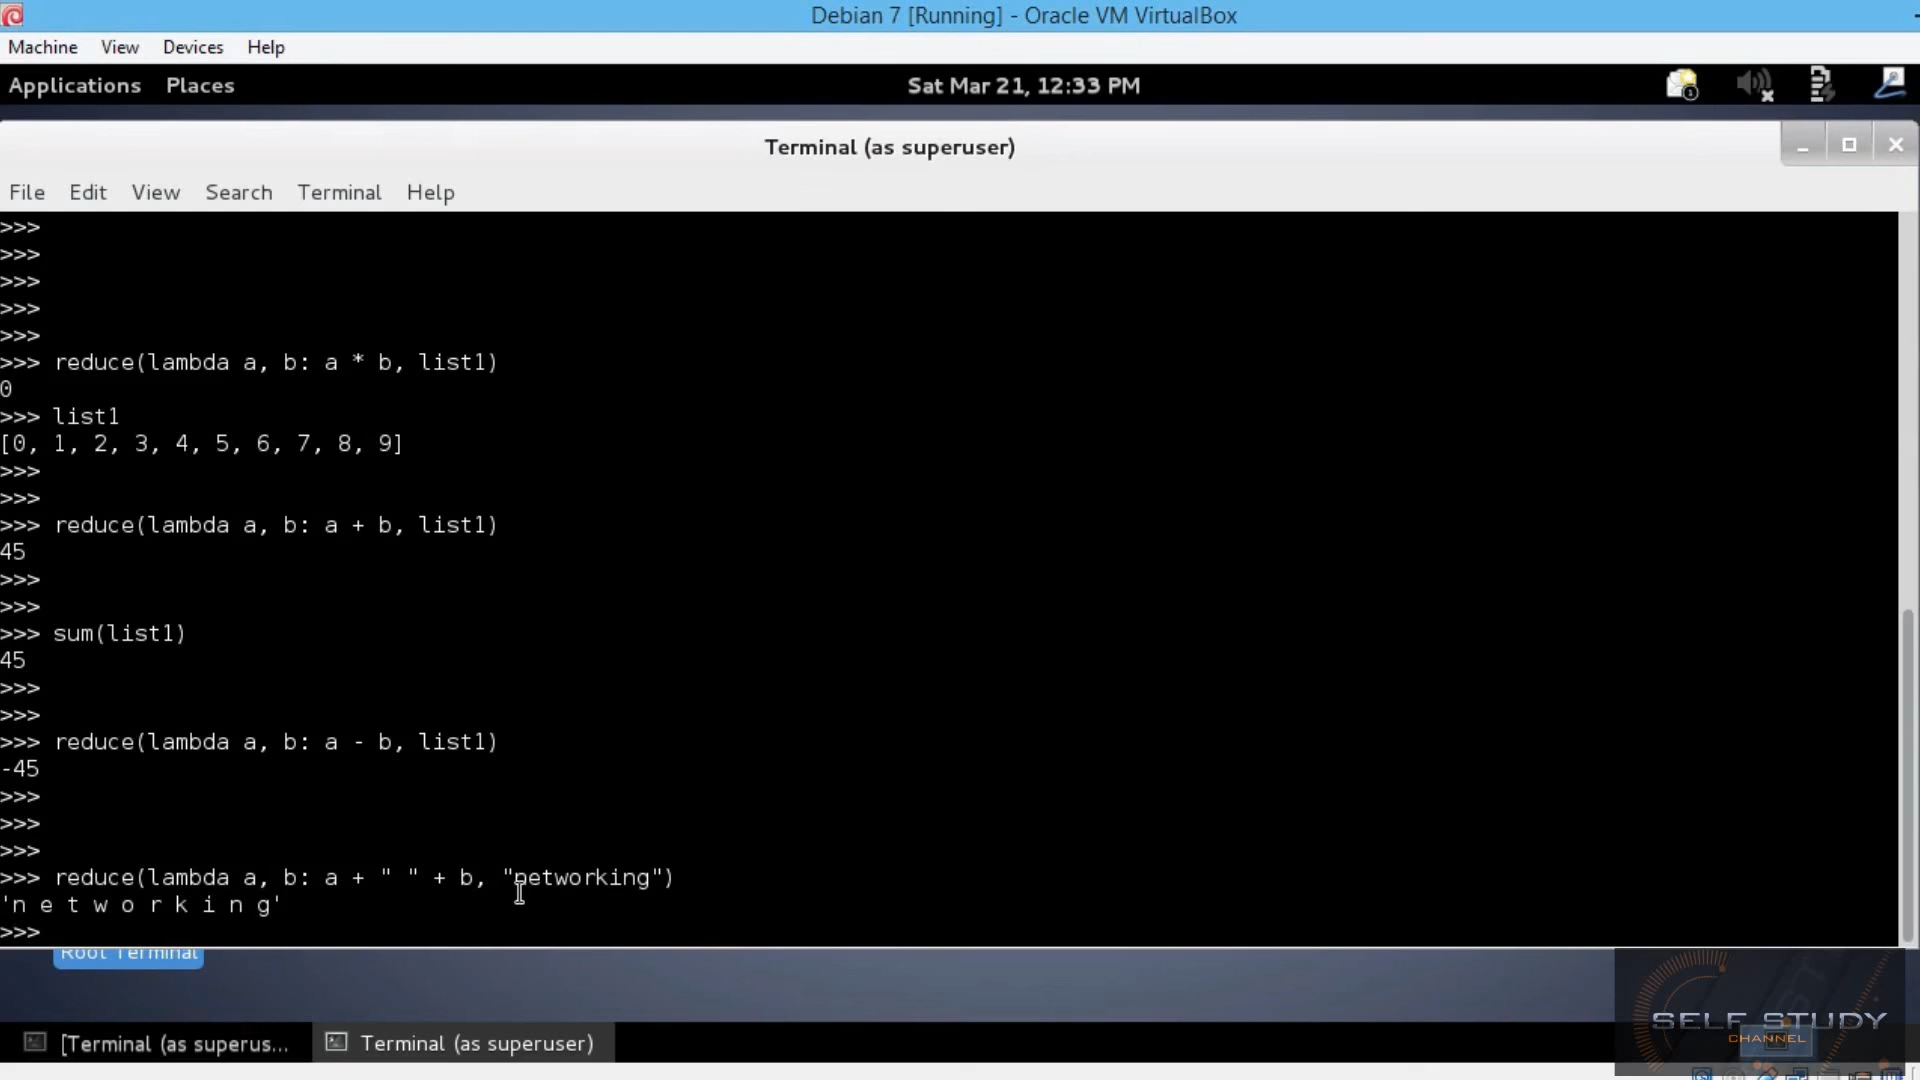 Debian 7 [Running] - Oracle VM VirtualBox
Machine View Devices Help
Applications Places Sat Mar 21, 12:33 PM
Terminal (as superuser)
File Edit View Search Terminal Help
>>>
>>>
>>>
>>>
>>>
>>> reduce(lambda a, b: a * b, list1)
0
>>> list1
[0, 1, 2, 3, 4, 5, 6, 7, 8, 9]
>>>
>>>
>>> reduce(lambda a, b: a + b, list1)
45
>>>
>>>
>>> sum(list1)
45
>>>
>>>
>>> reduce(lambda a, b: a - b, list1)
-45
>>>
>>>
>>>
>>> reduce(lambda a, b: a + " " + b, "networking")
'n e t w o r k i n g'
>>>
Root Terminal
SELF STUDY
CHANNEL
[Terminal (as superus... Terminal (as superuser)